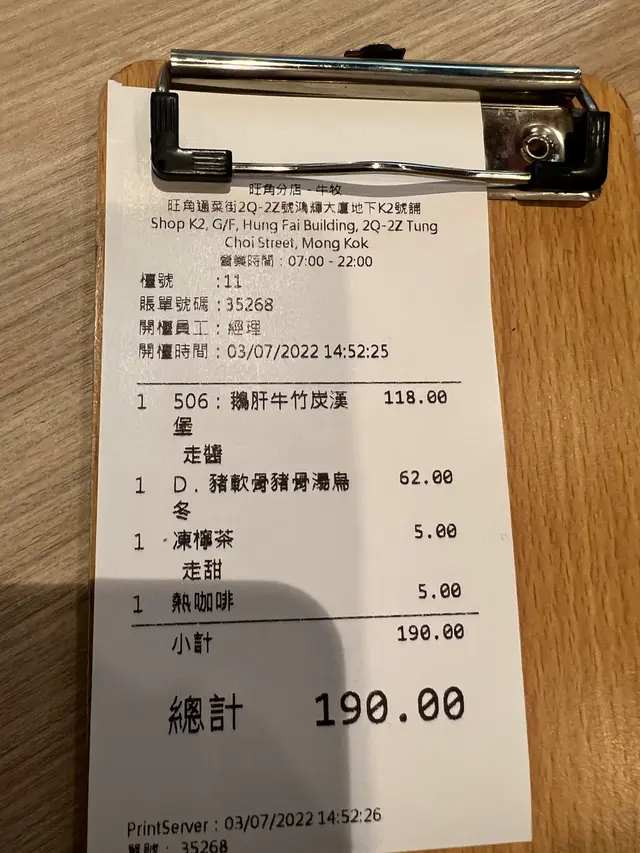 旺角分店 - 牛牧
旺角通菜街2Q-2Z號鴻輝大廈地下K2號舖
Shop K2, G/F, Hung Fai Building, 2Q-2Z Tung
Choi Street, Mong Kok
營業時間：07:00 - 22:00
檯號 :11
賬單號碼 : 35268
開檯員工 : 經理
開檯時間 : 03/07/2022 14:52:25
1 506 : 鵝肝牛竹炭漢 118.00
堡
走醬
1 D. 豬軟骨豬骨湯烏 62.00
冬
1 凍檸茶 5.00
走甜
1 熱咖啡 5.00
小計 190.00
總計 190.00
PrintServer : 03/07/2022 14:52:26
單號 : 35268